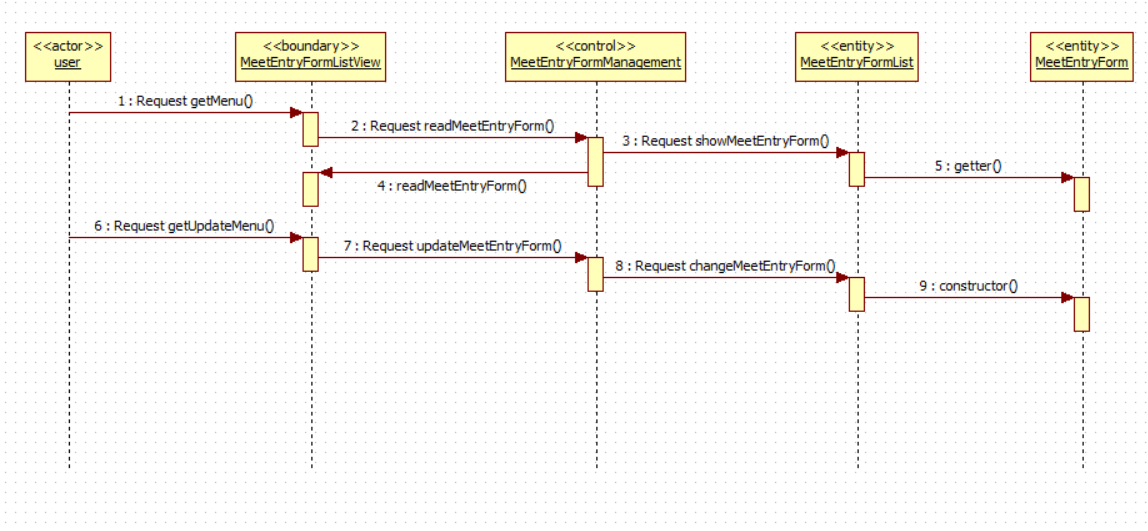 <<actor>>
user
<<boundary>>
MeetEntryFormListView
<<control>>
MeetEntryFormManagement
<<entity>>
MeetEntryFormList
<<entity>>
MeetEntryForm
1 : Request getMenu()
2 : Request readMeetEntryForm()
3 : Request showMeetEntryForm()
5 : getter()
4 : readMeetEntryForm()
6 : Request getUpdateMenu()
7 : Request updateMeetEntryForm()
8 : Request changeMeetEntryForm()
9 : constructor()